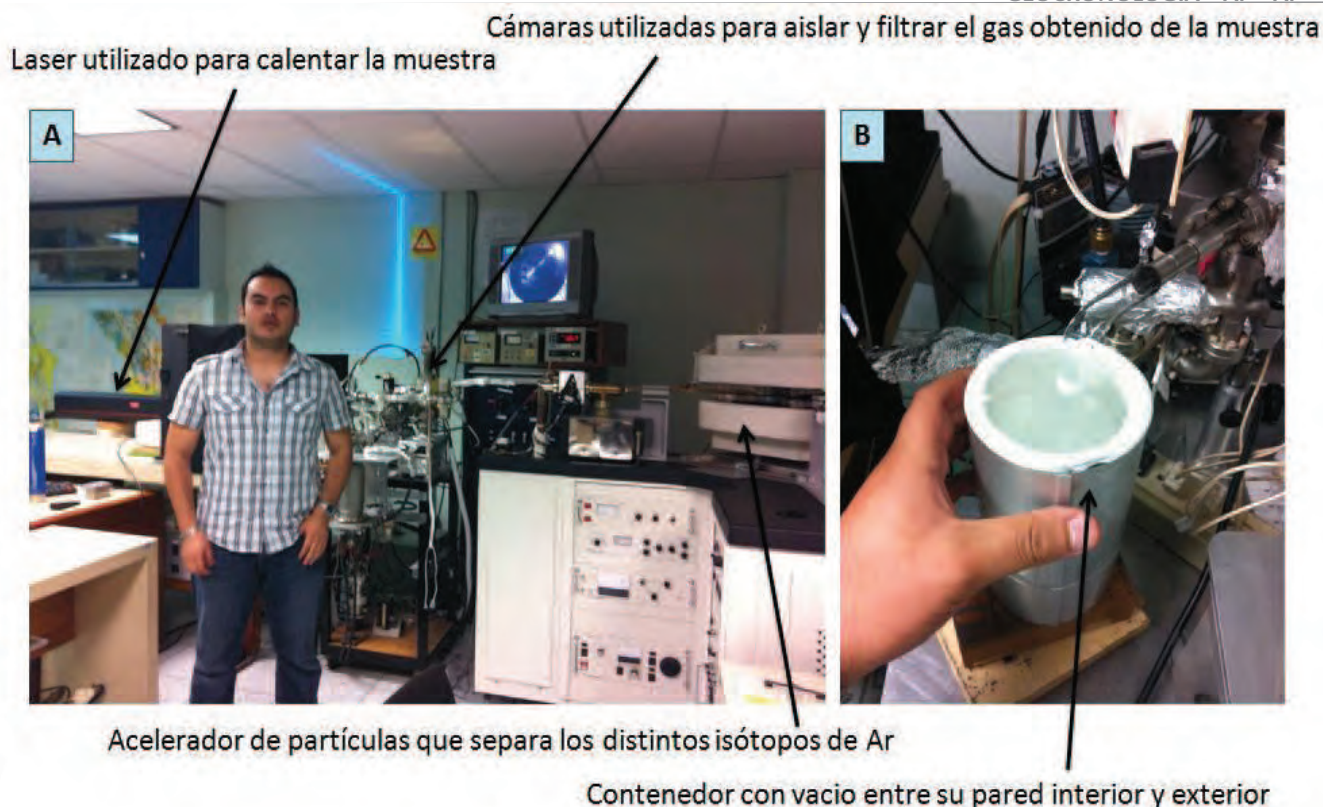 Cámaras utilizadas para aislar y filtrar el gas obtenido de la muestra
Laser utilizado para calentar la muestra
A
B
Acelerador de partículas que separa los distintos isótopos de Ar
Contenedor con vacio entre su pared interior y exterior